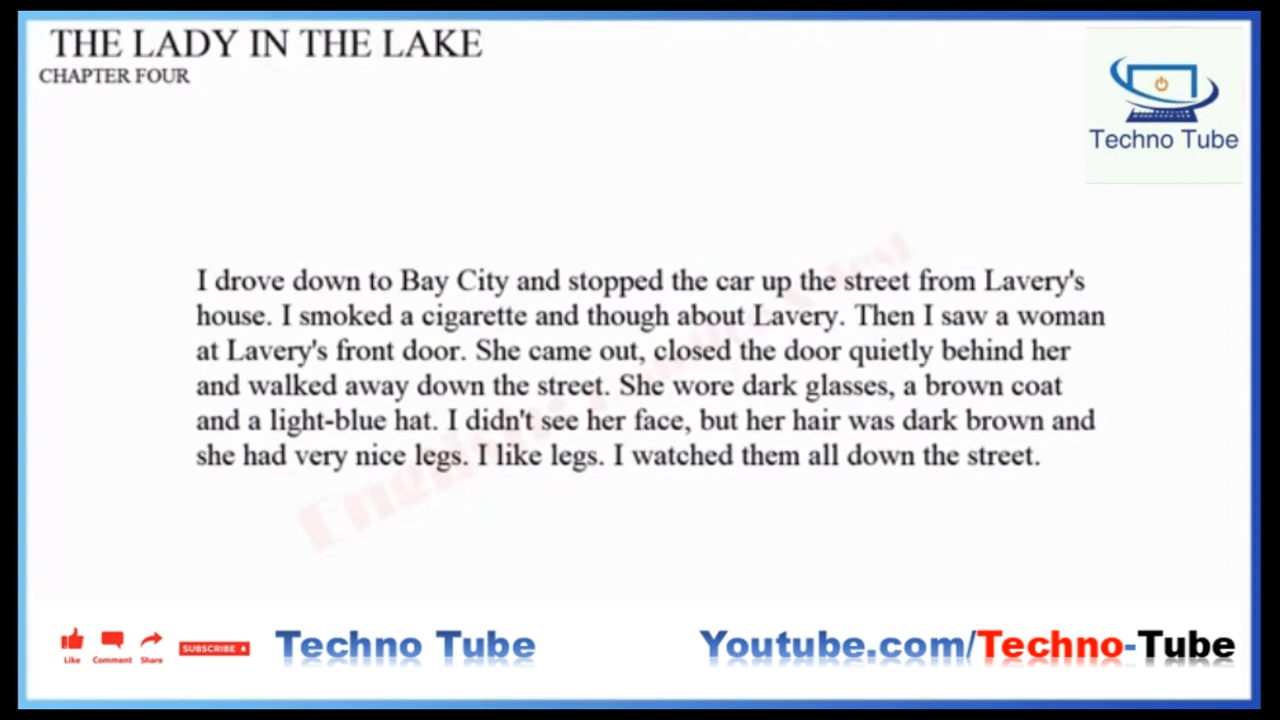 THE LADY IN THE LAKE
CHAPTER FOUR
Techno Tube
I drove down to Bay City and stopped the car up the street from Lavery's
house. I smoked a cigarette and though about Lavery. Then I saw a woman
at Lavery's front door. She came out, closed the door quietly behind her
and walked away down the street. She wore dark glasses, a brown coat
and a light-blue hat. I didn't see her face, but her hair was dark brown and
she had very nice legs. I like legs. I watched them all down the street.
Like Comment Share SUBSCRIBE Techno Tube Youtube.com/Techno-Tube